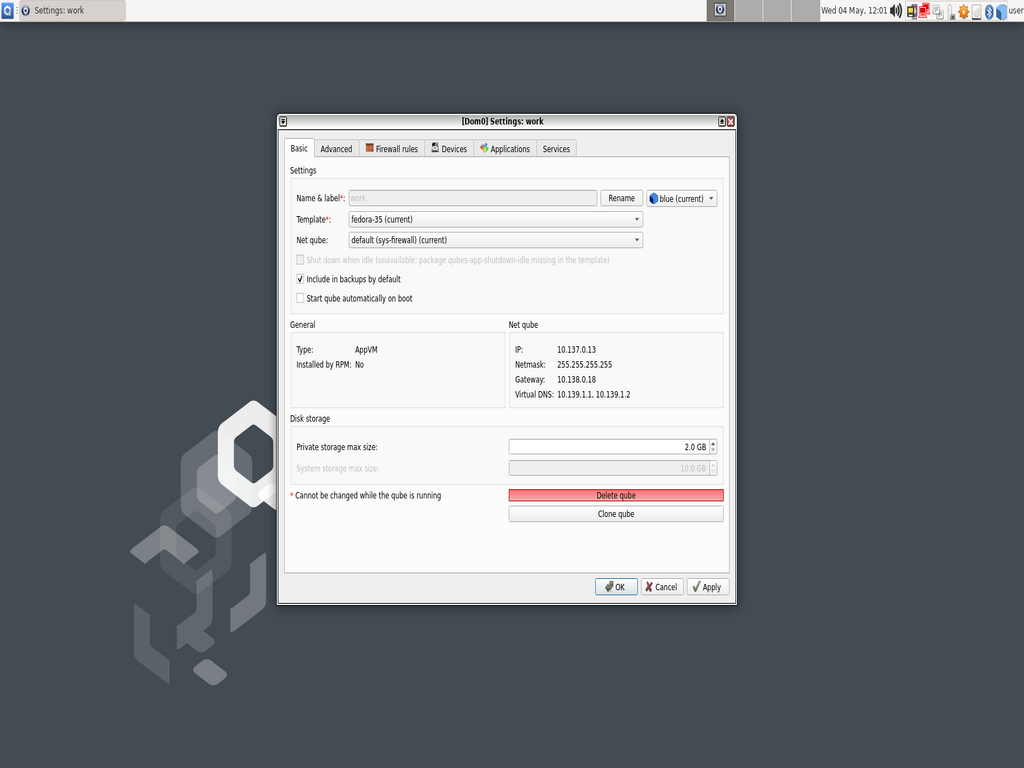 Settings: work
Wed 04 May, 12:01
user
[Dom0] Settings: work
Basic Advanced Firewall rules Devices Applications Services
Settings
Name & label*: work Rename blue (current)
Template*: fedora-35 (current)
Net qube: default (sys-firewall) (current)
Shut down when idle (unavailable: package qubes-app-shutdown-idle missing in the template)
Include in backups by default
Start qube automatically on boot
General
Type: AppVM
Installed by RPM: No
Net qube
IP: 10.137.0.13
Netmask: 255.255.255.255
Gateway: 10.138.0.18
Virtual DNS: 10.139.1.1, 10.139.1.2
Disk storage
Private storage max size: 2.0 GB
System storage max size: 10.0 GB
* Cannot be changed while the qube is running
Delete qube
Clone qube
OK Cancel Apply